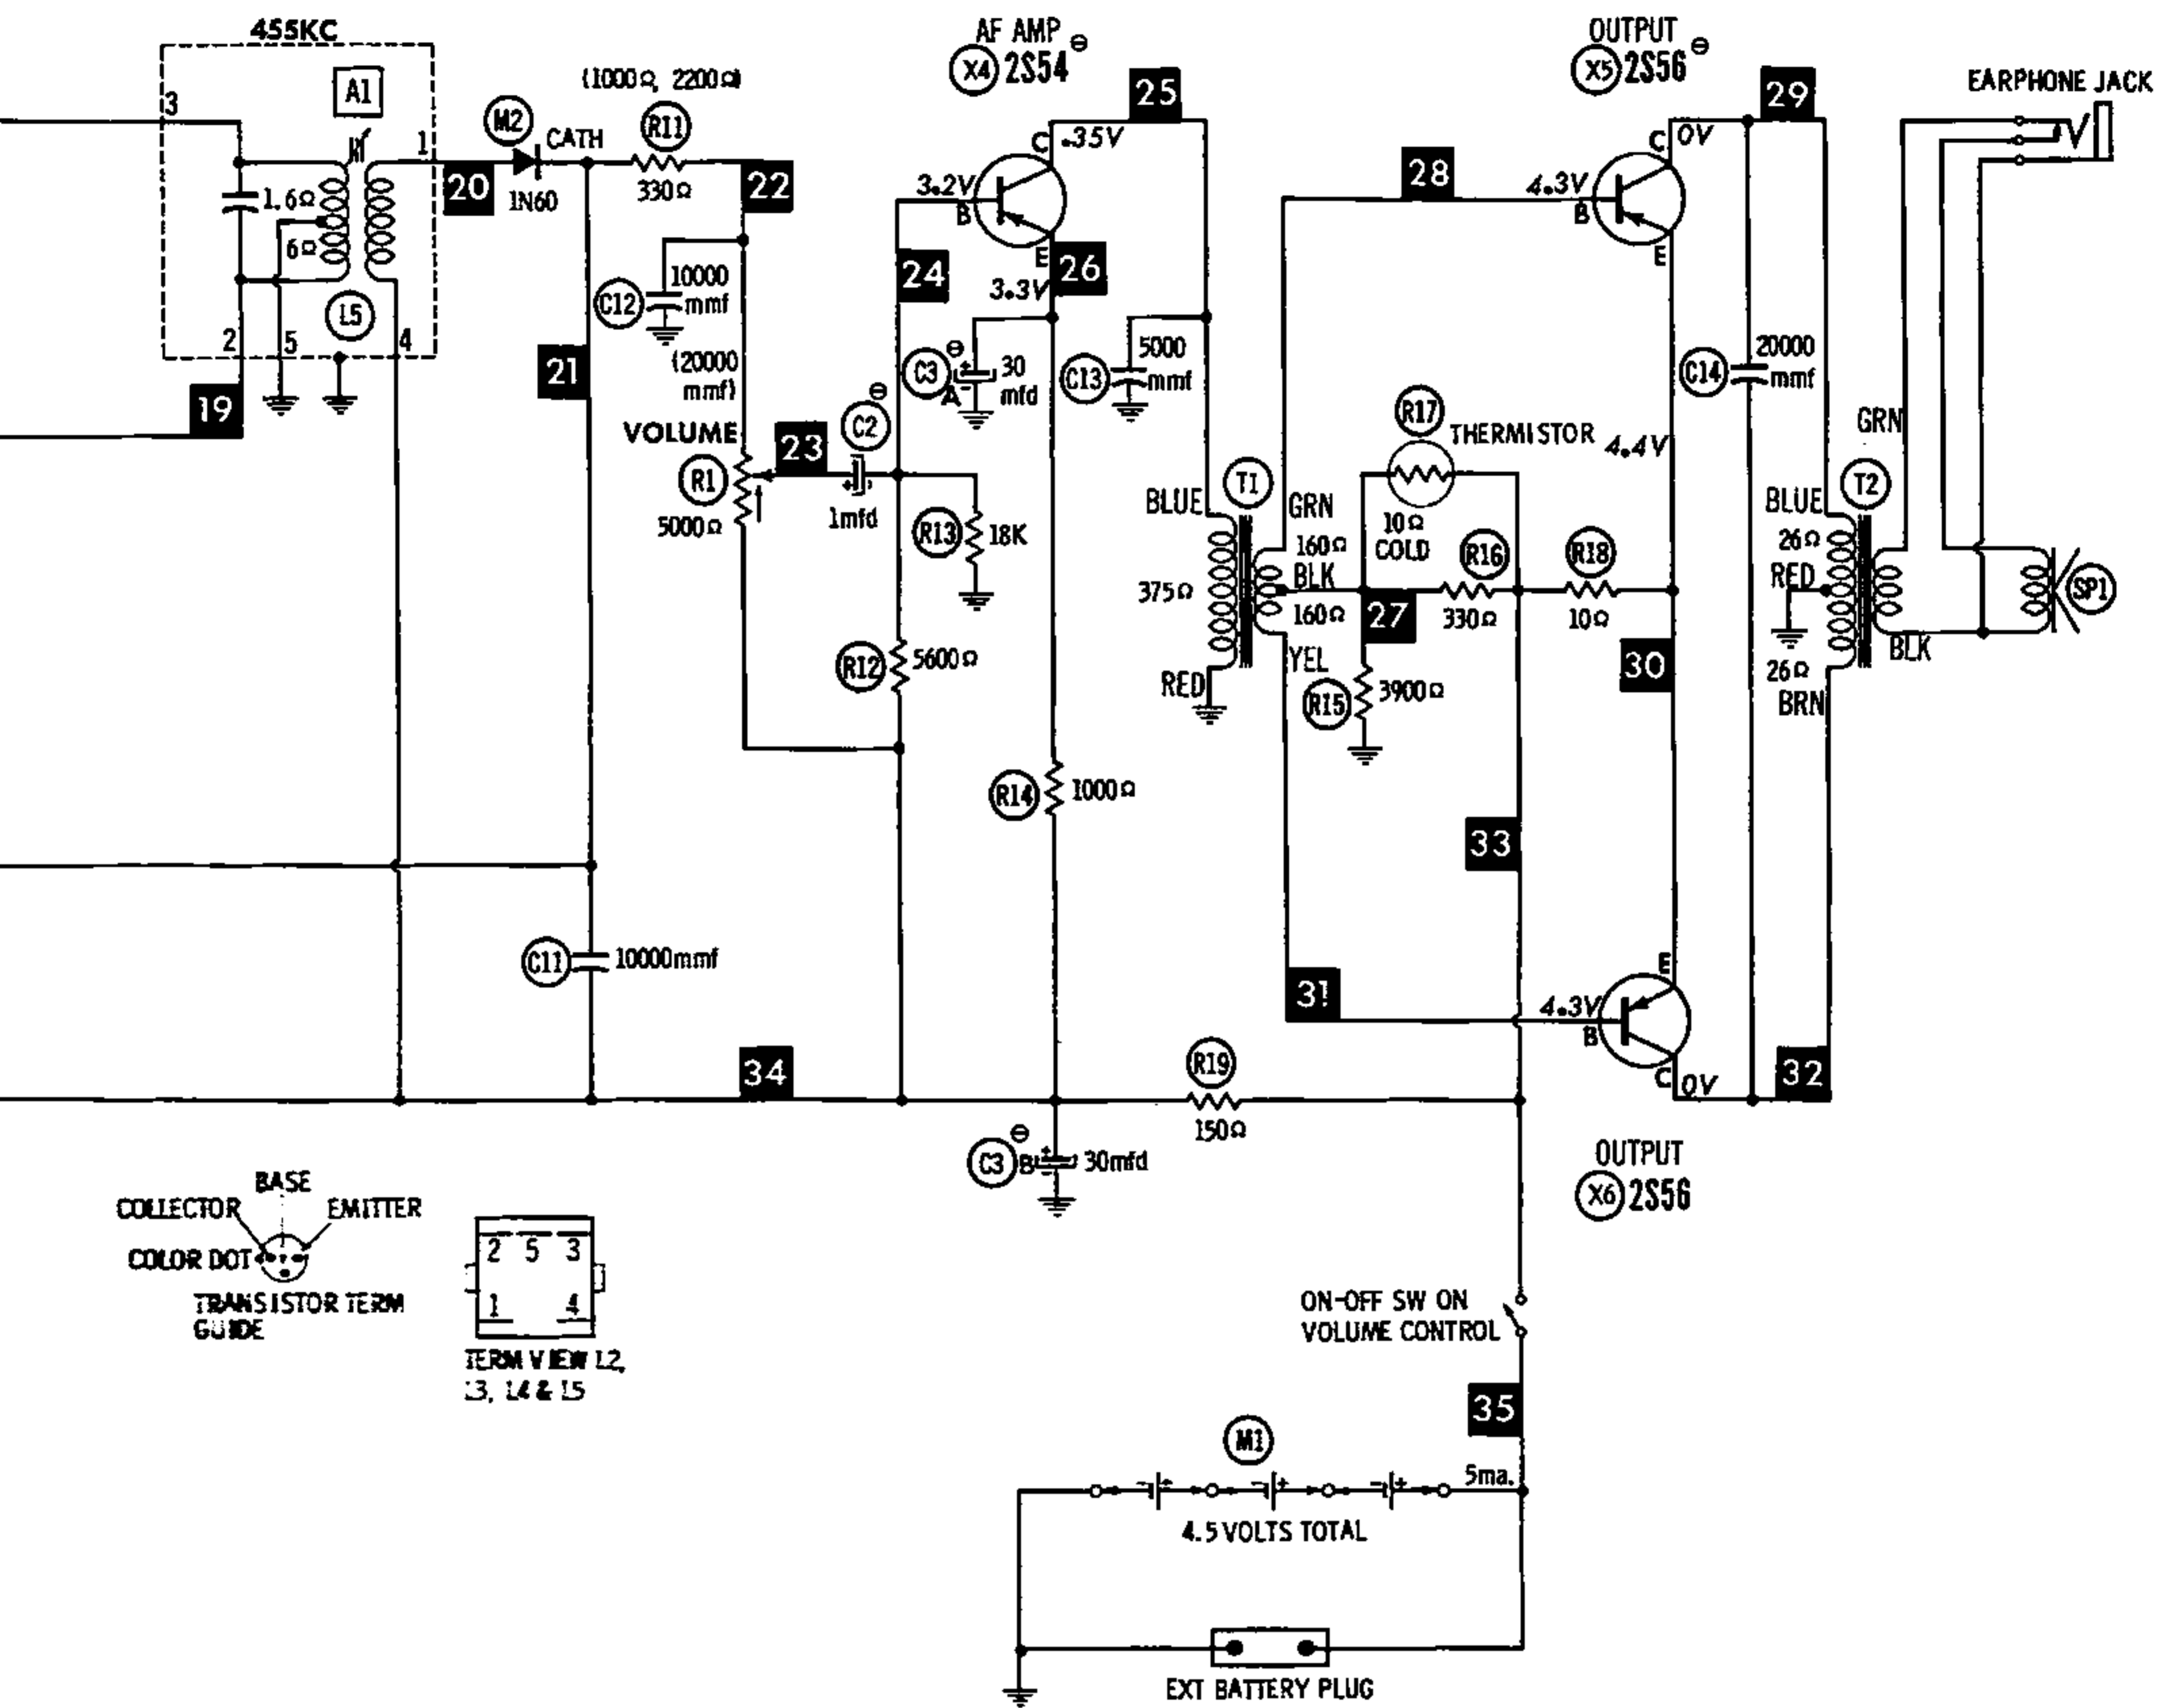 455KC
A1
3
1
1.6Ω
6Ω
L5
2
5
4
19
20
M2
CATH
1N60
(1000Ω, 2200Ω)
R11
330Ω
22
21
C12
10000
mmf
(20000
mmf)
VOLUME
R1
5000Ω
23
C2
1mfd
AF AMP
X4 2S54
25
C
.35V
3.2V
B
E
24
26
3.3V
C3
A
30
mfd
C13
5000
mmf
R13
18K
R12
5600Ω
R14
1000Ω
C11
10000mmf
34
C3
B
30mfd
R19
150Ω
BLUE
T1
375Ω
RED
GRN
160Ω
BLK
160Ω
YEL
27
R15
3900Ω
R17
THERMISTOR
10Ω
COLD
R16
330Ω
R18
10Ω
28
OUTPUT
X5 2S56
29
C
0V
4.3V
B
E
4.4V
C14
20000
mmf
30
33
31
4.3V
B
E
C
0V
32
OUTPUT
X6 2S56
EARPHONE JACK
GRN
BLUE
T2
26Ω
RED
26Ω
BRN
BLK
SP1
BASE
COLLECTOR
EMITTER
COLOR DOT
TRANSISTOR TERM
GUIDE
2 5 3
1 4
TERM VIEW L2,
L3, L4 & L5
ON-OFF SW ON
VOLUME CONTROL
35
M1
5ma.
- + - + - +
4.5 VOLTS TOTAL
EXT BATTERY PLUG